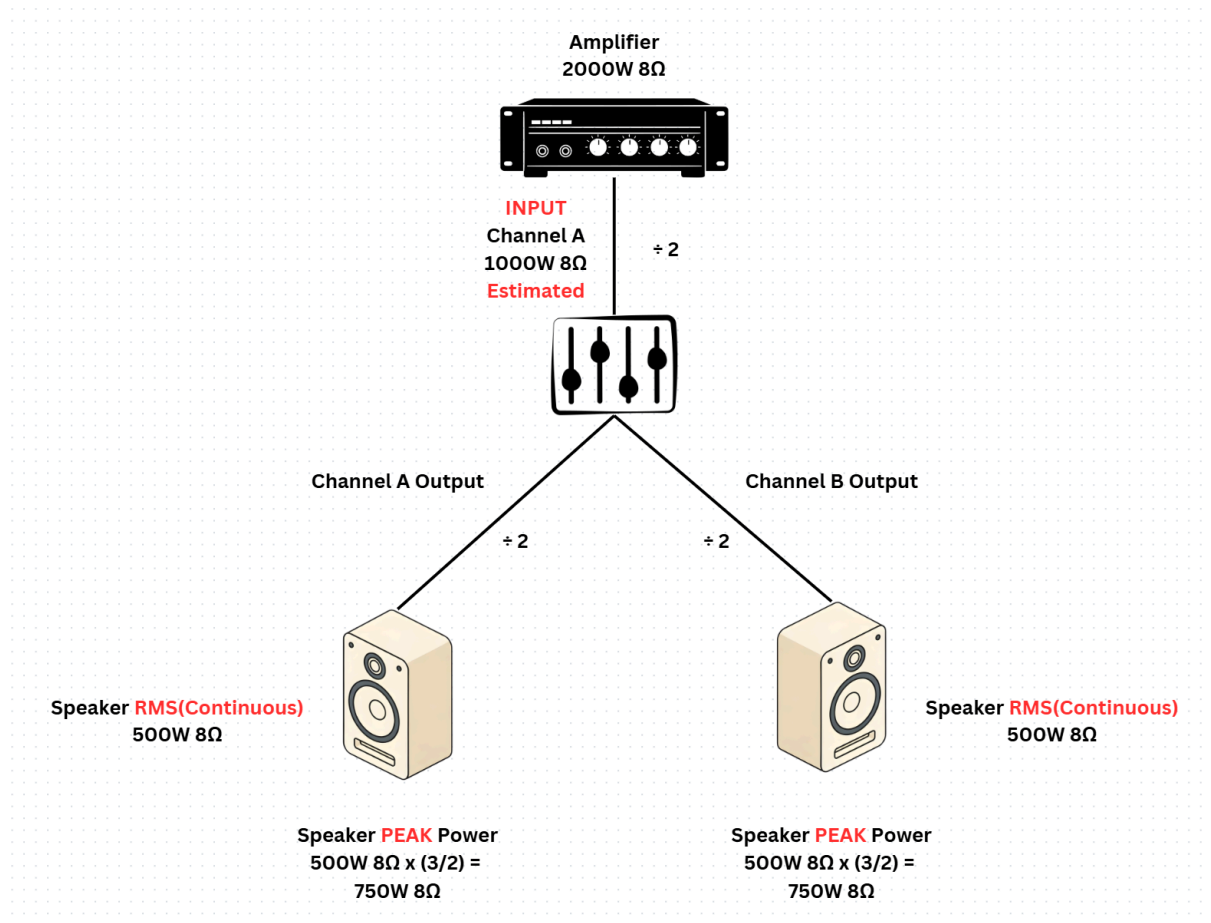 Amplifier
2000W 8Ω
INPUT
Channel A
1000W 8Ω
Estimated
÷ 2
Channel A Output
Channel B Output
÷ 2
÷ 2
Speaker RMS(Continuous)
500W 8Ω
Speaker RMS(Continuous)
500W 8Ω
Speaker PEAK Power
500W 8Ω x (3/2) =
750W 8Ω
Speaker PEAK Power
500W 8Ω x (3/2) =
750W 8Ω